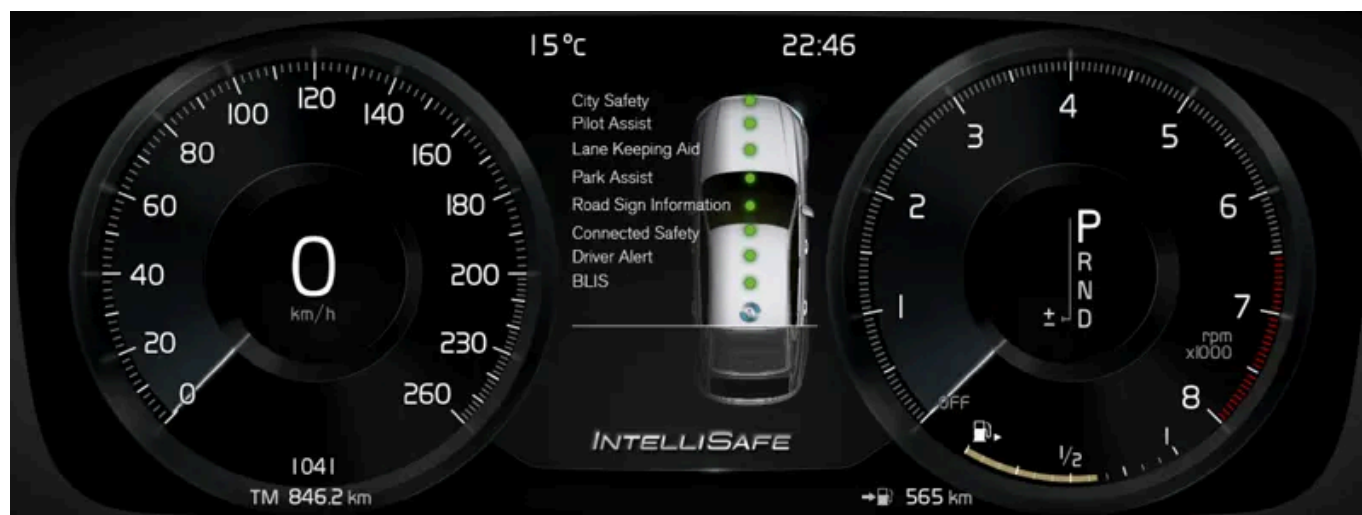 15°C
22:46
0
20
40
60
80
100
120
140
160
180
200
230
260
0
km/h
1041
TM 846.2 km
City Safety
Pilot Assist
Lane Keeping Aid
Park Assist
Road Sign Information
Connected Safety
Driver Alert
BLIS
INTELLISAFE
OFF
1
2
3
4
5
6
7
8
rpm
x1000
P
R
N
± D
1/2
1
565 km